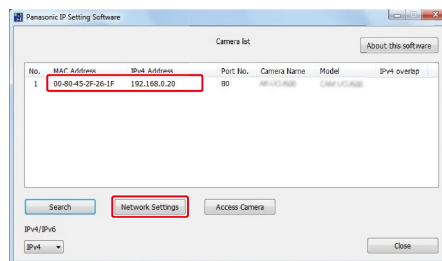 Panasonic IP Setting Software
Camera list
About this software
No. MAC Address IPv4 Address Port No. Camera Name Model IPv4 overlap
1 00-80-45-2F-26-1F 192.168.0.20 80
Search Network Settings Access Camera
IPv4/IPv6
IPv4 Close